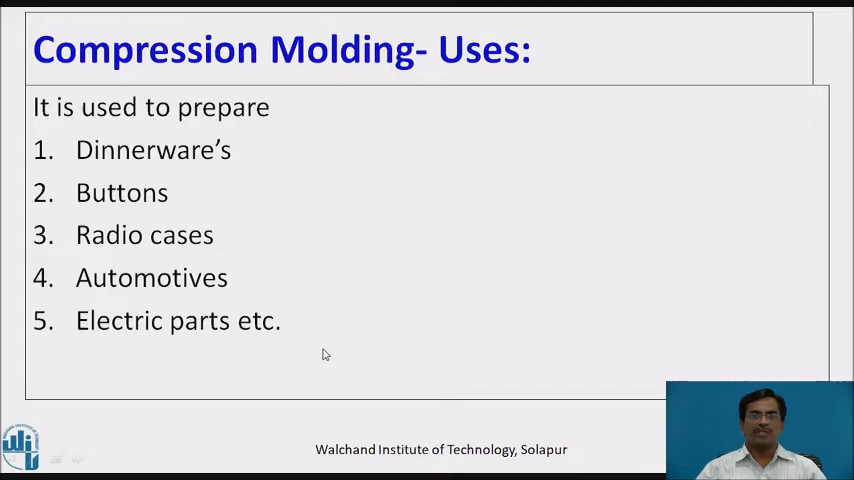 Compression Molding- Uses:
It is used to prepare
1. Dinnerware's
2. Buttons
3. Radio cases
4. Automotives
5. Electric parts etc.
Walchand Institute of Technology, Solapur